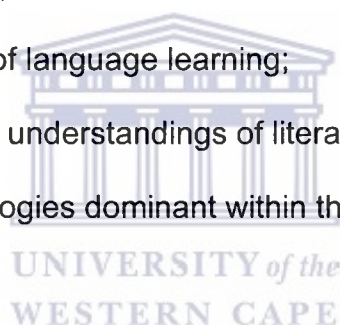 of language learning;
understandings of litera
ogies dominant within th
UNIVERSITY of the
WESTERN CAPE